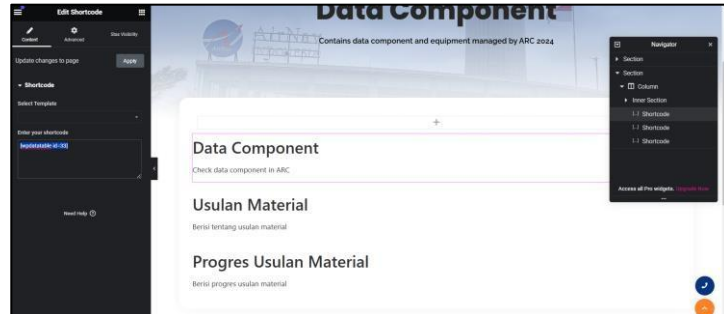 Edit Shortcode
Content
Advanced
Stax Visibility
Update changes to page
Apply
Shortcode
Select Template
Enter your shortcode
[wpdatatable id=33]
Need Help
Data Component
Contains data component and equipment managed by ARC 2024
Data Component
Check data component in ARC
Usulan Material
Berisi tentang usulan material
Progres Usulan Material
Berisi progres usulan material
Navigator
Section
Section
Column
Inner Section
Shortcode
Shortcode
Shortcode
Access all Pro widgets. Upgrade Now